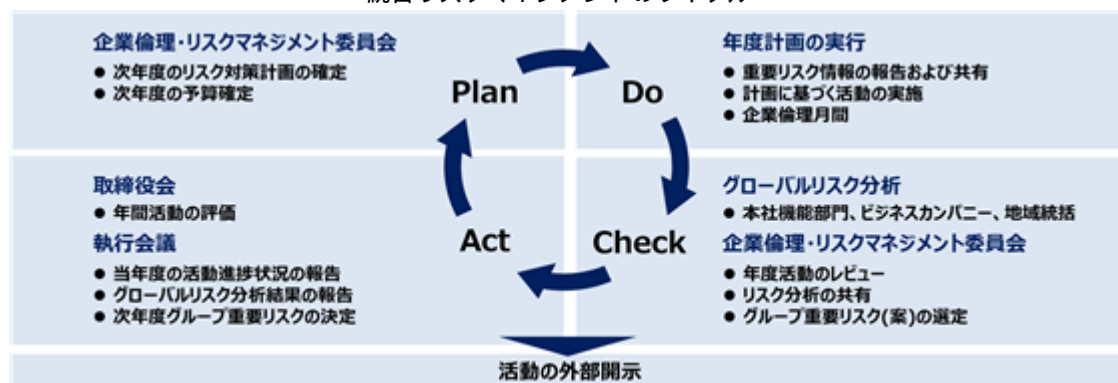 企業倫理・リスクマネジメント委員会
● 次年度のリスク対策計画の確定
● 次年度の予算確定
Plan
年度計画の実行
● 重要リスク情報の報告および共有
● 計画に基づく活動の実施
● 企業倫理月間
Do
取締役会
● 年間活動の評価
執行会議
● 当年度の活動進捗状況の報告
● グローバルリスク分析結果の報告
● 次年度グループ重要リスクの決定
Act
グローバルリスク分析
● 本社機能部門、ビジネスカンパニー、地域統括
企業倫理・リスクマネジメント委員会
● 年度活動のレビュー
● リスク分析の共有
● グループ重要リスク(案)の選定
Check
活動の外部開示